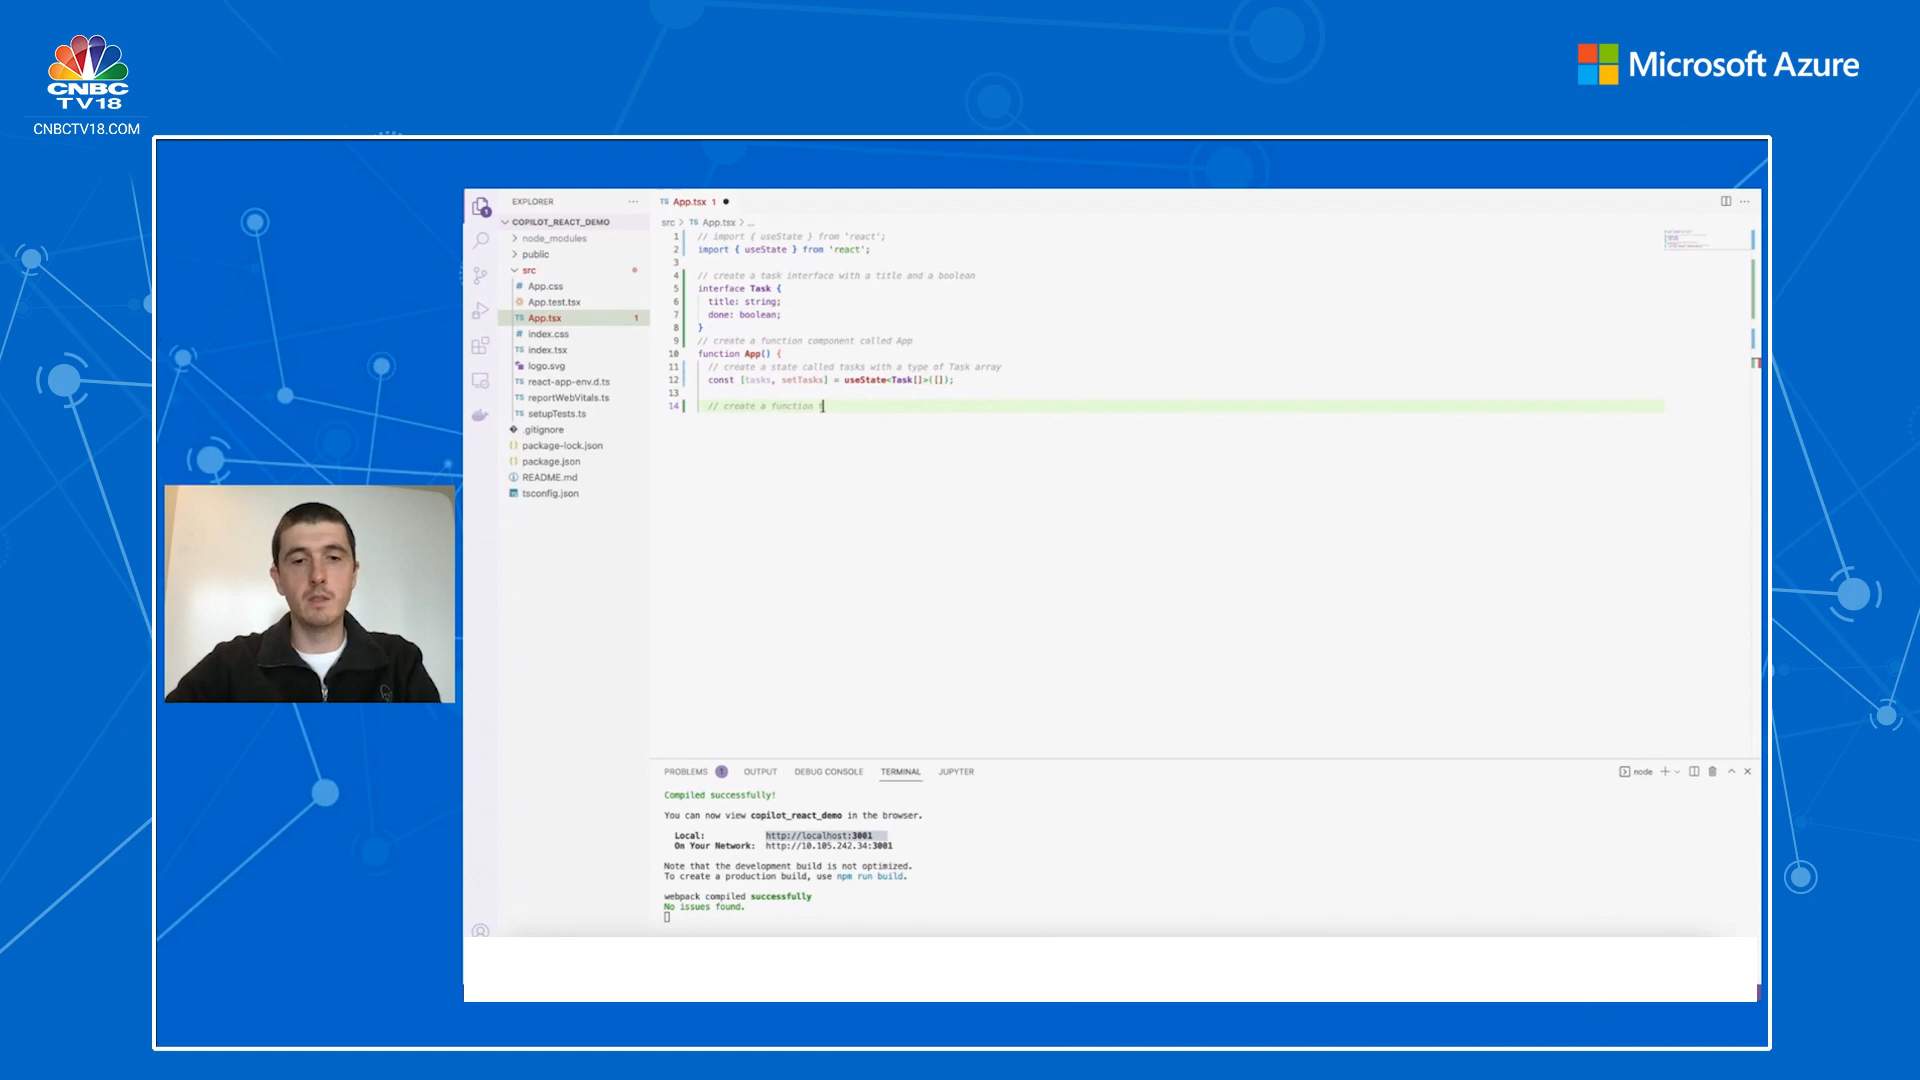 CNBC
TV18
CNBCTV18.COM
Microsoft Azure
EXPLORER
COPILOT_REACT_DEMO
node_modules
public
src
# App.css
App.test.tsx
TS App.tsx 1
# index.css
TS index.tsx
logo.svg
TS react-app-env.d.ts
TS reportWebVitals.ts
TS setupTests.ts
.gitignore
{} package-lock.json
{} package.json
README.md
tsconfig.json
TS App.tsx 1
src > TS App.tsx > ...
1 // import { useState } from 'react';
2 import { useState } from 'react';
3
4 // create a task interface with a title and a boolean
5 interface Task {
6 title: string;
7 done: boolean;
8 }
9 // create a function component called App
10 function App() {
11 // create a state called tasks with a type of Task array
12 const [tasks, setTasks] = useState<Task[]>([]);
13
14 // create a function t
PROBLEMS 1 OUTPUT DEBUG CONSOLE TERMINAL JUPYTER
node
Compiled successfully!
You can now view copilot_react_demo in the browser.
Local: http://localhost:3001
On Your Network: http://10.105.242.34:3001
Note that the development build is not optimized.
To create a production build, use npm run build.
webpack compiled successfully
No issues found.